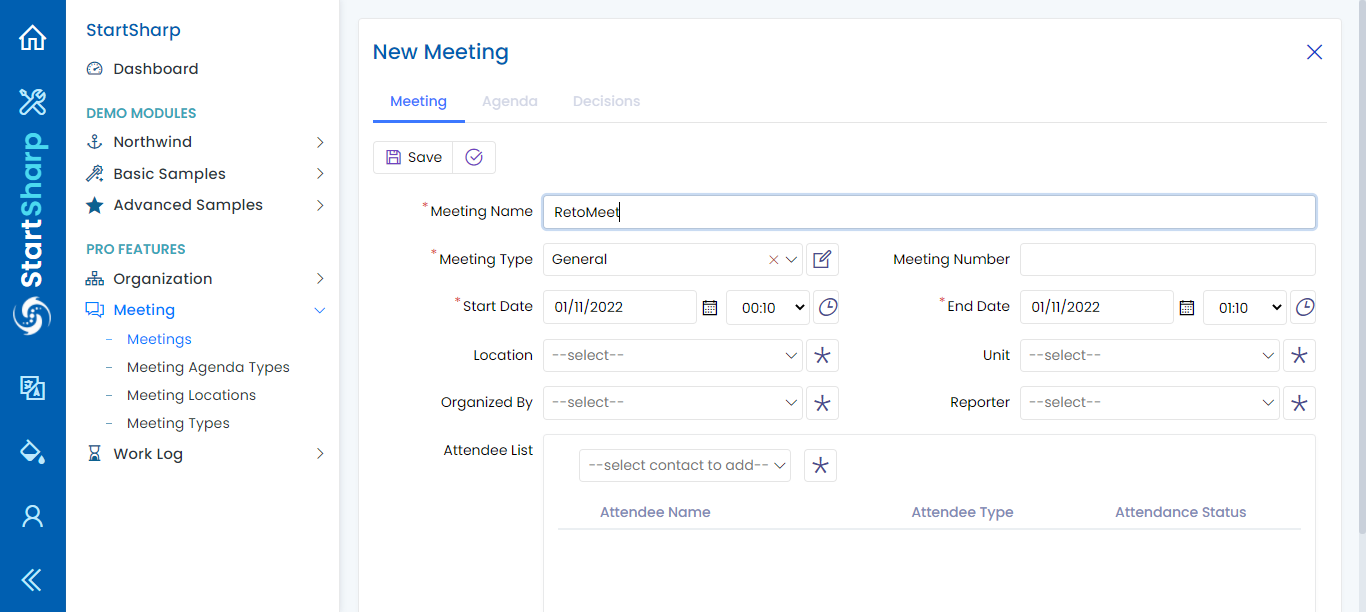 StartSharp
StartSharp
Dashboard
DEMO MODULES
Northwind
Basic Samples
Advanced Samples
PRO FEATURES
Organization
Meeting
Meetings
Meeting Agenda Types
Meeting Locations
Meeting Types
Work Log
New Meeting
Meeting Agenda Decisions
Save
*Meeting Name RetoMeet
*Meeting Type General Meeting Number
*Start Date 01/11/2022 00:10 *End Date 01/11/2022 01:10
Location --select-- Unit --select--
Organized By --select-- Reporter --select--
Attendee List
--select contact to add--
Attendee Name Attendee Type Attendance Status